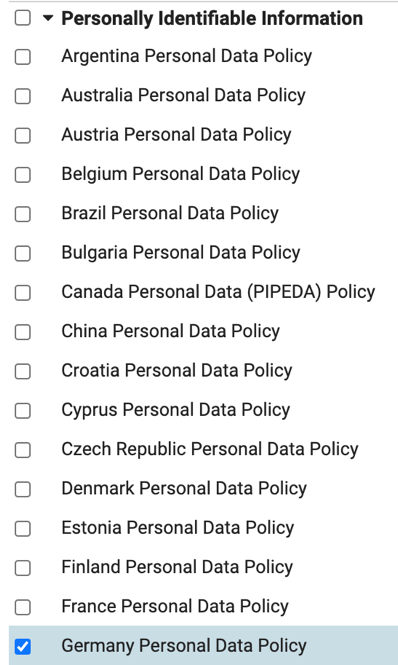 Personally Identifiable Information
Argentina Personal Data Policy
Australia Personal Data Policy
Austria Personal Data Policy
Belgium Personal Data Policy
Brazil Personal Data Policy
Bulgaria Personal Data Policy
Canada Personal Data (PIPEDA) Policy
China Personal Data Policy
Croatia Personal Data Policy
Cyprus Personal Data Policy
Czech Republic Personal Data Policy
Denmark Personal Data Policy
Estonia Personal Data Policy
Finland Personal Data Policy
France Personal Data Policy
Germany Personal Data Policy